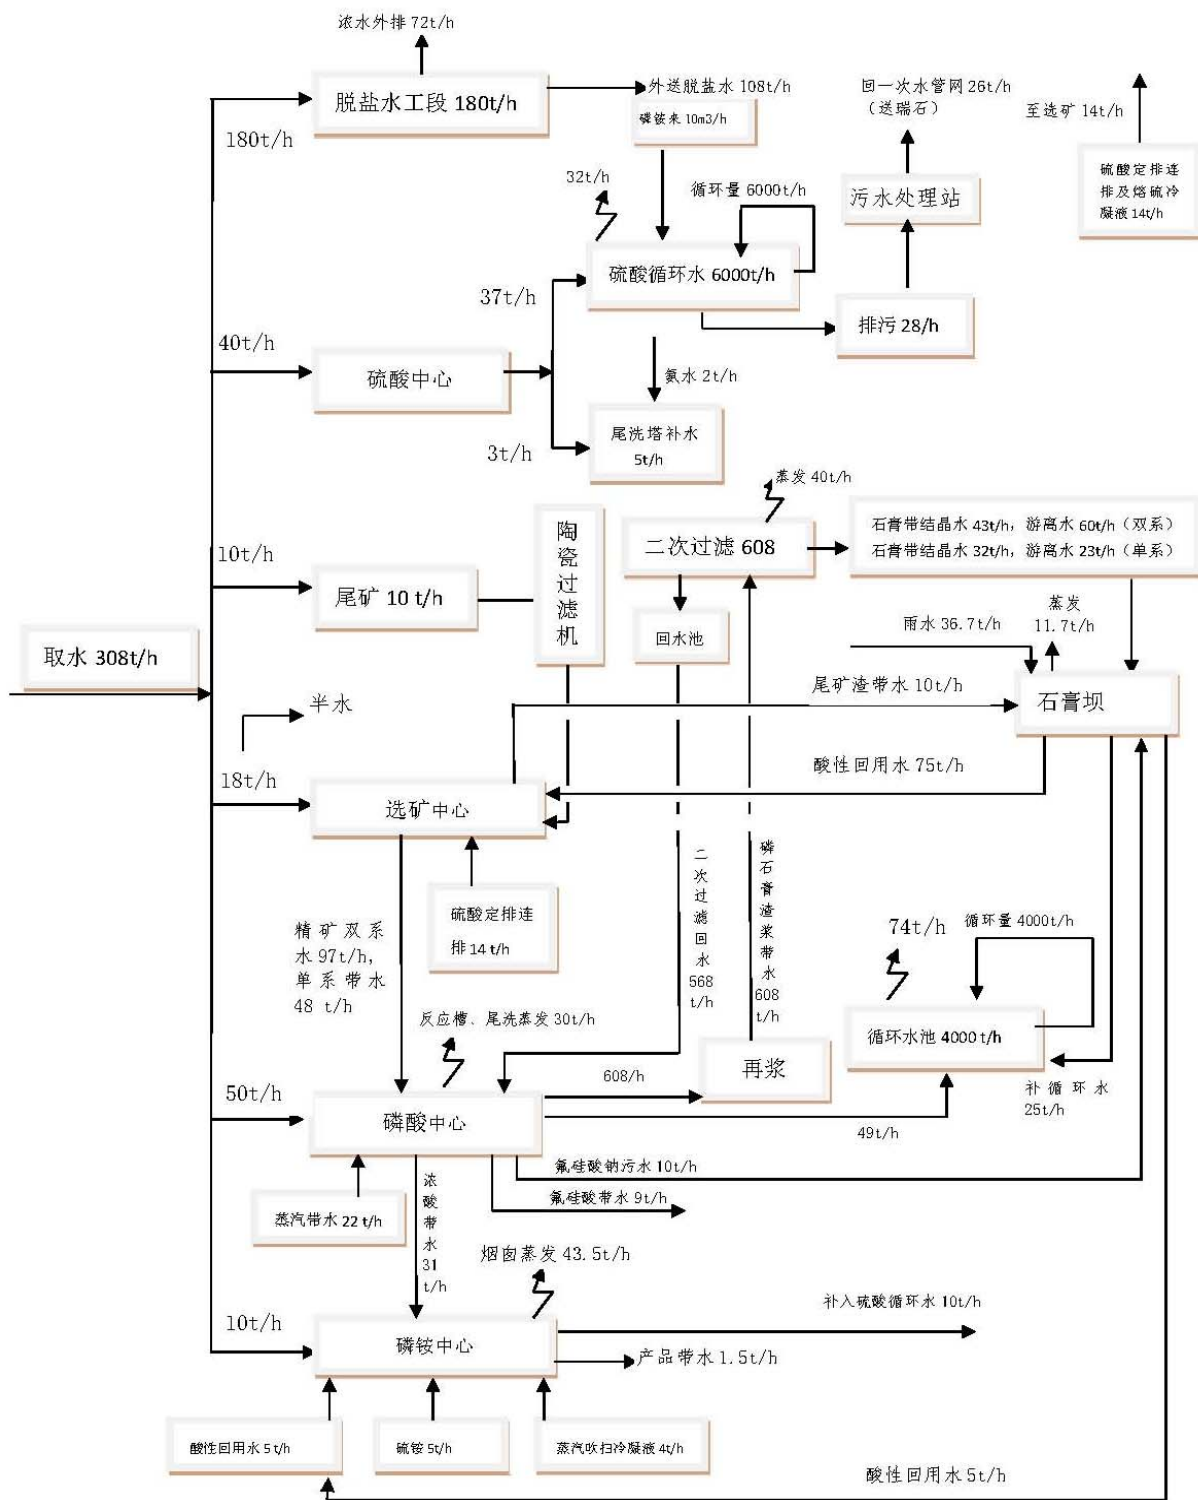 浓水外排 72t/h
脱盐水工段 180t/h
180t/h
外送脱盐水 108t/h
磷铵来 10m3/h
回一次水管网 26t/h
（送瑞石）
至选矿 14t/h
硫酸定排连
排及熔硫冷
凝液 14t/h
污水处理站
32t/h
循环量 6000t/h
硫酸循环水 6000t/h
37t/h
排污 28/h
40t/h
硫酸中心
氨水 2t/h
3t/h
尾洗塔补水
5t/h
蒸发 40t/h
陶瓷过滤机
二次过滤 608
石膏带结晶水 43t/h，游离水 60t/h（双系）
石膏带结晶水 32t/h，游离水 23t/h（单系）
10t/h
尾矿 10 t/h
回水池
雨水 36.7t/h
蒸发
11.7t/h
取水 308t/h
半水
尾矿渣带水 10t/h
石膏坝
18t/h
酸性回用水 75t/h
选矿中心
硫酸定排连
排 14 t/h
二次过滤回水
568
t/h
磷石膏渣浆带水
608
t/h
精矿双系
水 97t/h，
单系带水
48 t/h
74t/h
循环量 4000t/h
循环水池 4000 t/h
反应槽、尾洗蒸发 30t/h
再浆
608/h
补循环水
25t/h
50t/h
磷酸中心
49t/h
氟硅酸钠污水 10t/h
氟硅酸带水 9t/h
蒸汽带水 22 t/h
浓酸带水
31
t/h
烟囱蒸发 43.5t/h
10t/h
磷铵中心
补入硫酸循环水 10t/h
产品带水 1.5t/h
酸性回用水 5 t/h
硫铵 5t/h
蒸汽吹扫冷凝液 4t/h
酸性回用水 5t/h